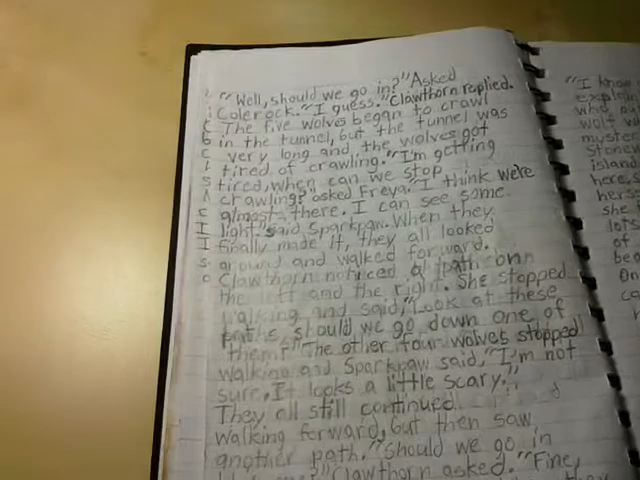 "Well, should we go in?" Asked
Colerock. "I guess." Clawthorn replied.
The five wolves began to crawl
in the tunnel, but the tunnel was
very long and the wolves got
tired of crawling. "I'm getting
tired, when can we stop
crawling?" asked Freya. "I think we're
almost there. I can see some
light" said Sparkpaw. When they
finally made it, they all looked
around and walked forward.
Clawthorn noticed a path on
the left and the right. She stopped
walking and said, "Look at these
paths, should we go down one of
them?" The other four wolves stopped
walking and Sparkpaw said, "I'm not
sure. It looks a little scary."
They all still continued
walking forward, but then saw
another path. "Should we go in
Clawthorn asked. "Fine,
"I know
explain
who
wolf
myster
Stone
island
here, s
hers
she
lots
of
bea
On
ca